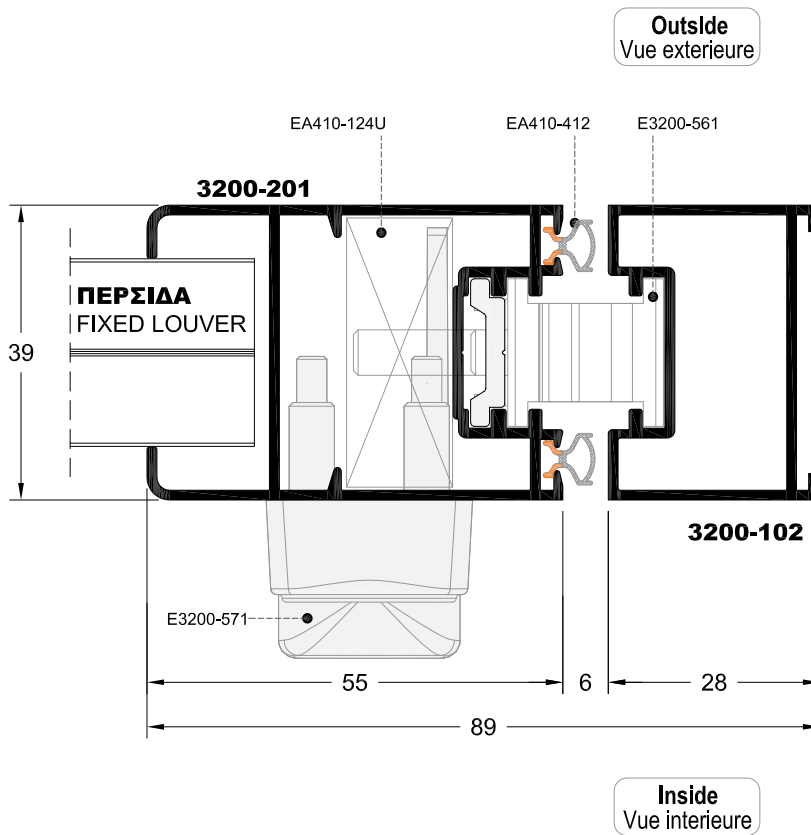 Outside
Vue exterieure
EA410-124U
EA410-412
E3200-561
3200-201
ΠΕΡΣΙΔΑ
FIXED LOUVER
39
3200-102
E3200-571
55
6
28
89
Inside
Vue interieure